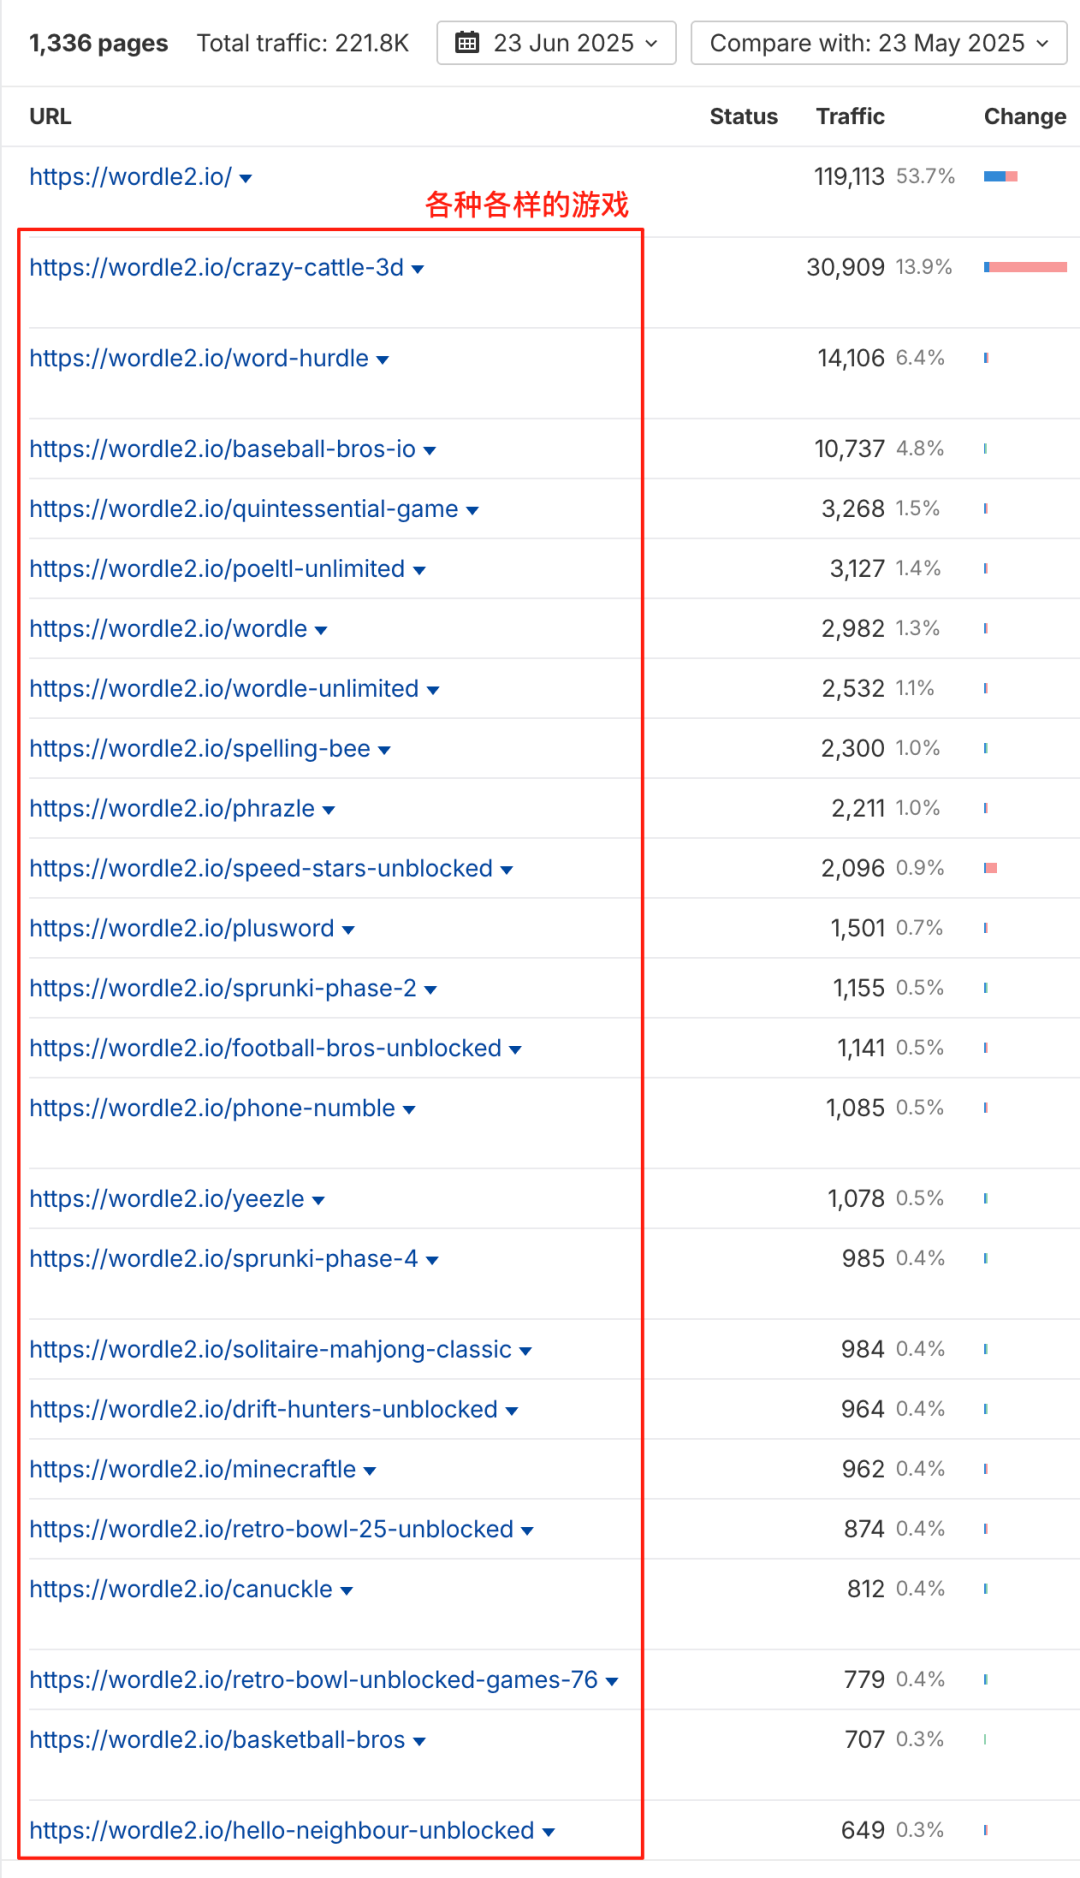 1,336 pages Total traffic: 221.8K 23 Jun 2025 Compare with: 23 May 2025
URL Status Traffic Change
https://wordle2.io/ 119,113 53.7%
各种各样的游戏
https://wordle2.io/crazy-cattle-3d 30,909 13.9%
https://wordle2.io/word-hurdle 14,106 6.4%
https://wordle2.io/baseball-bros-io 10,737 4.8%
https://wordle2.io/quintessential-game 3,268 1.5%
https://wordle2.io/poeltl-unlimited 3,127 1.4%
https://wordle2.io/wordle 2,982 1.3%
https://wordle2.io/wordle-unlimited 2,532 1.1%
https://wordle2.io/spelling-bee 2,300 1.0%
https://wordle2.io/phrazle 2,211 1.0%
https://wordle2.io/speed-stars-unblocked 2,096 0.9%
https://wordle2.io/plusword 1,501 0.7%
https://wordle2.io/sprunki-phase-2 1,155 0.5%
https://wordle2.io/football-bros-unblocked 1,141 0.5%
https://wordle2.io/phone-numble 1,085 0.5%
https://wordle2.io/yeezle 1,078 0.5%
https://wordle2.io/sprunki-phase-4 985 0.4%
https://wordle2.io/solitaire-mahjong-classic 984 0.4%
https://wordle2.io/drift-hunters-unblocked 964 0.4%
https://wordle2.io/minecraftle 962 0.4%
https://wordle2.io/retro-bowl-25-unblocked 874 0.4%
https://wordle2.io/canuckle 812 0.4%
https://wordle2.io/retro-bowl-unblocked-games-76 779 0.4%
https://wordle2.io/basketball-bros 707 0.3%
https://wordle2.io/hello-neighbour-unblocked 649 0.3%